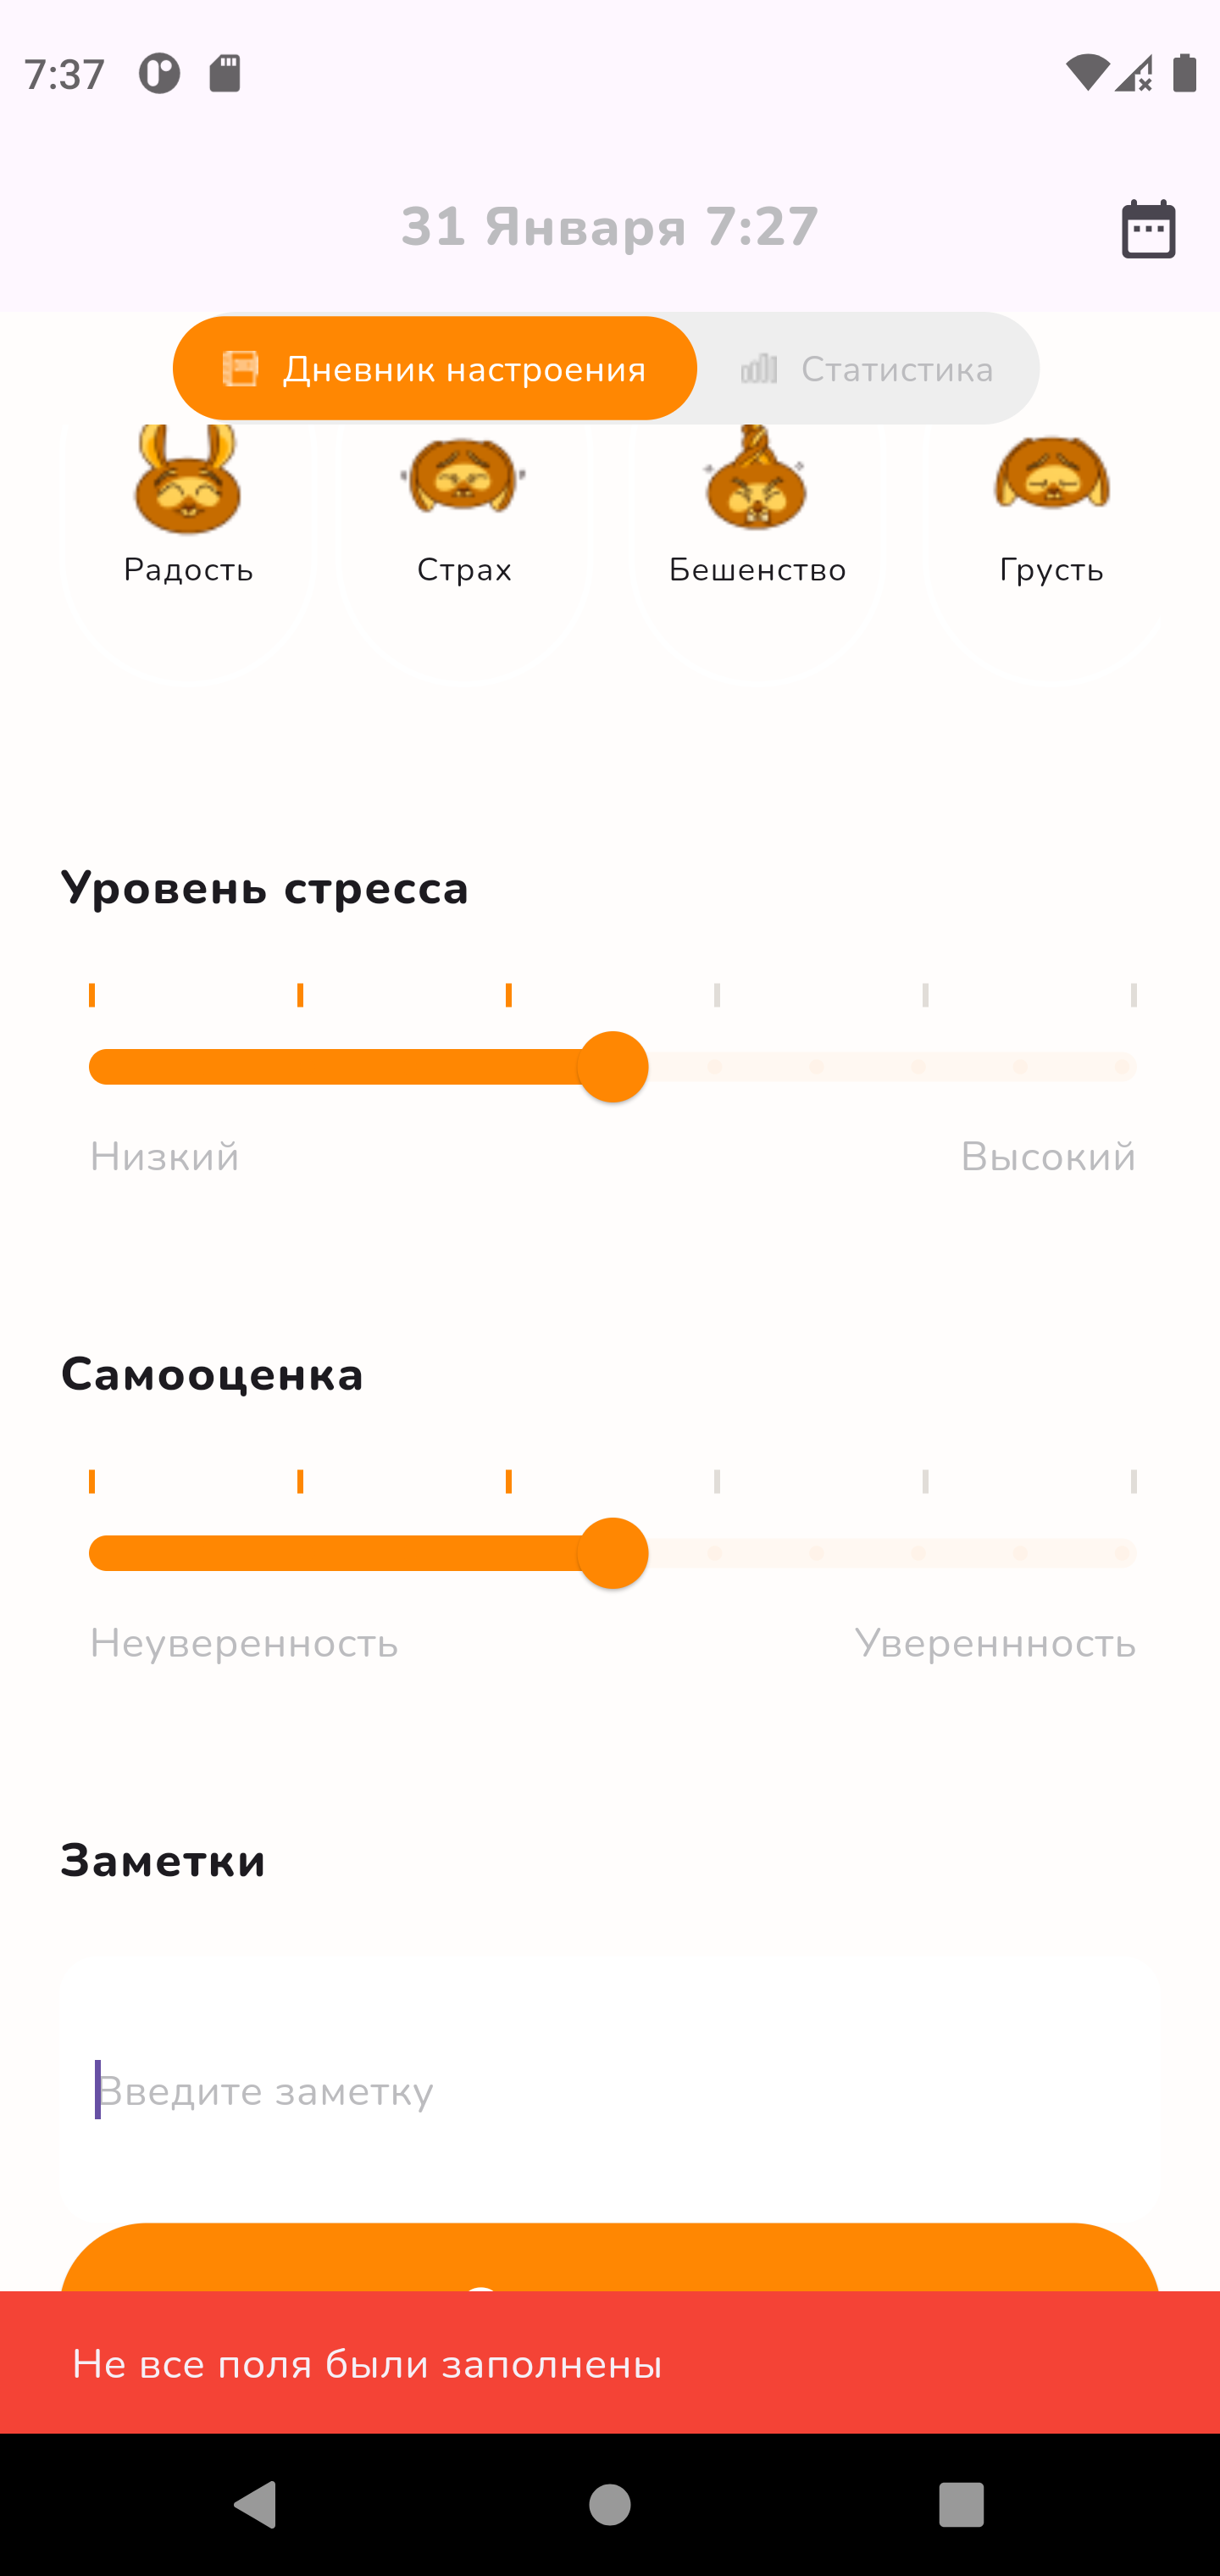 7:37
31 Января 7:27
Дневник настроения
Статистика
Радость
Страх
Бешенство
Грусть
Уровень стресса
Низкий
Высокий
Самооценка
Неуверенность
Увереннность
Заметки
Введите заметку
Не все поля были заполнены